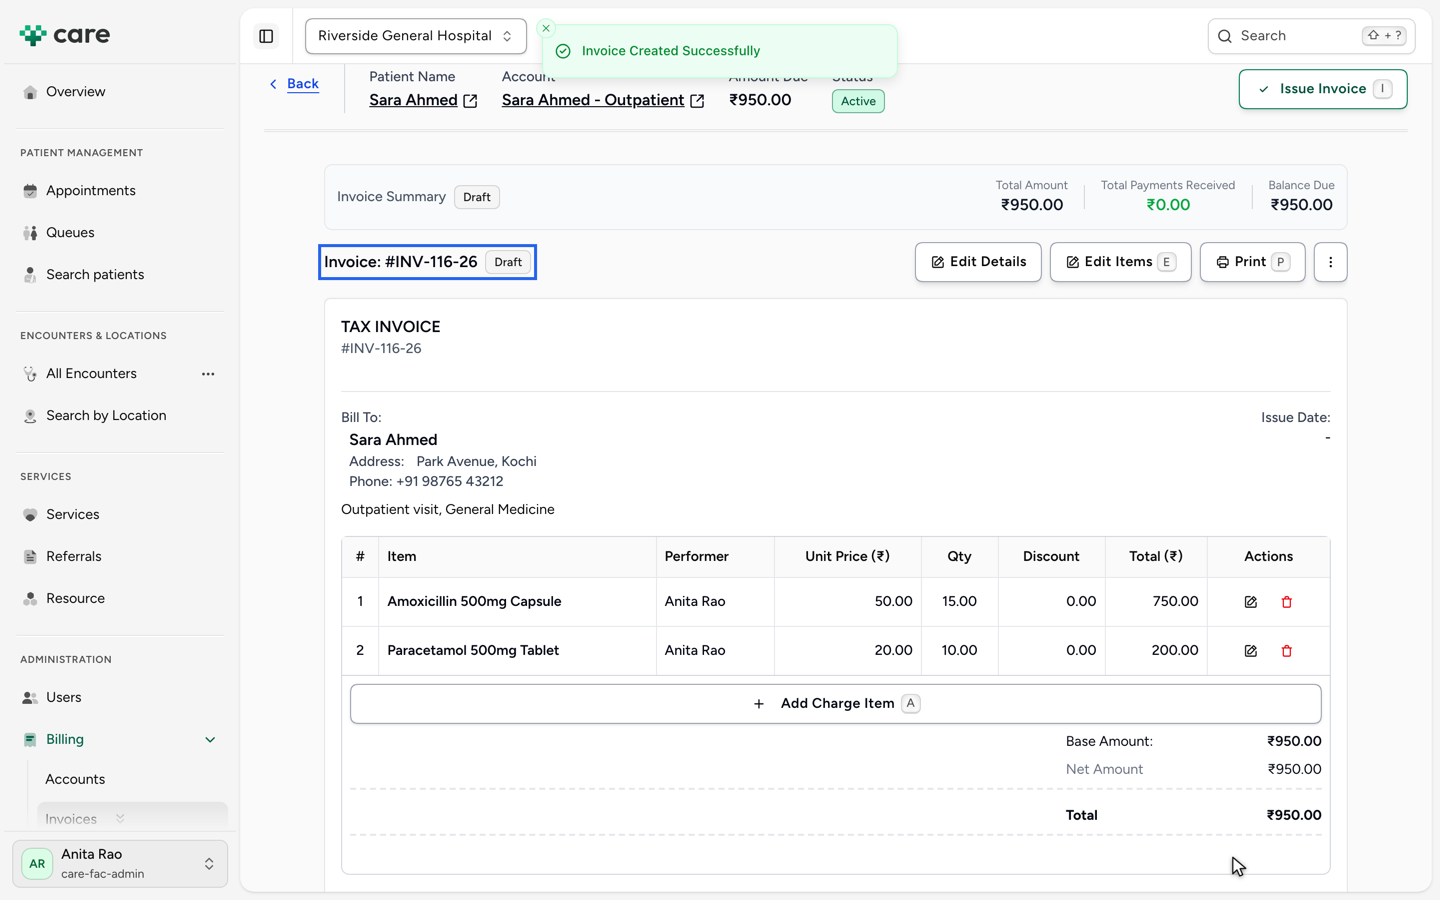 care
Riverside General Hospital
Invoice Created Successfully
Search
⇧ + ?
Overview
PATIENT MANAGEMENT
Appointments
Queues
Search patients
ENCOUNTERS & LOCATIONS
All Encounters
Search by Location
SERVICES
Services
Referrals
Resource
ADMINISTRATION
Users
Billing
Accounts
Invoices
AR
Anita Rao
care-fac-admin
Back
Patient Name
Sara Ahmed
Account
Sara Ahmed - Outpatient
Amount Due
₹950.00
Status
Active
Issue Invoice I
Invoice Summary Draft
Total Amount
₹950.00
Total Payments Received
₹0.00
Balance Due
₹950.00
Invoice: #INV-116-26 Draft
Edit Details
Edit Items E
Print P
TAX INVOICE
#INV-116-26
Bill To:
Sara Ahmed
Address: Park Avenue, Kochi
Phone: +91 98765 43212
Issue Date:
-
Outpatient visit, General Medicine
# Item Performer Unit Price (₹) Qty Discount Total (₹) Actions
1 Amoxicillin 500mg Capsule Anita Rao 50.00 15.00 0.00 750.00
2 Paracetamol 500mg Tablet Anita Rao 20.00 10.00 0.00 200.00
+ Add Charge Item A
Base Amount: ₹950.00
Net Amount ₹950.00
Total ₹950.00